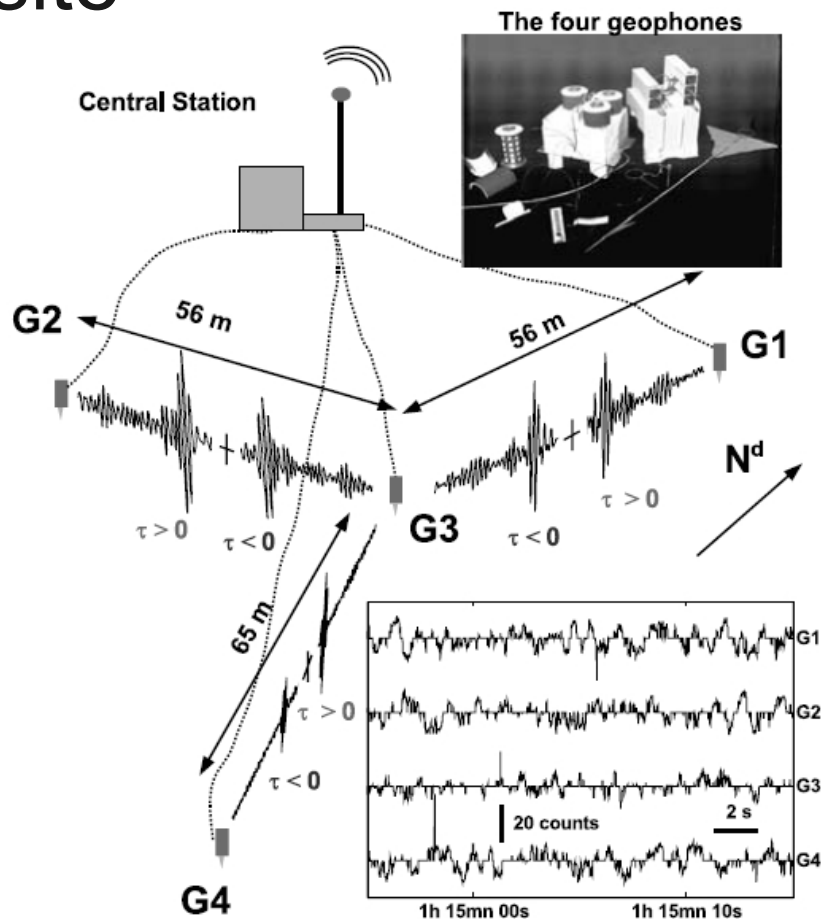 The four geophones
Central Station
G2
56 m
56 m
G1
N^d
τ > 0
τ < 0
G3
τ < 0
τ > 0
65 m
τ > 0
τ < 0
G4
G1
G2
G3
20 counts
2 s
G4
1h 15mn 00s
1h 15mn 10s